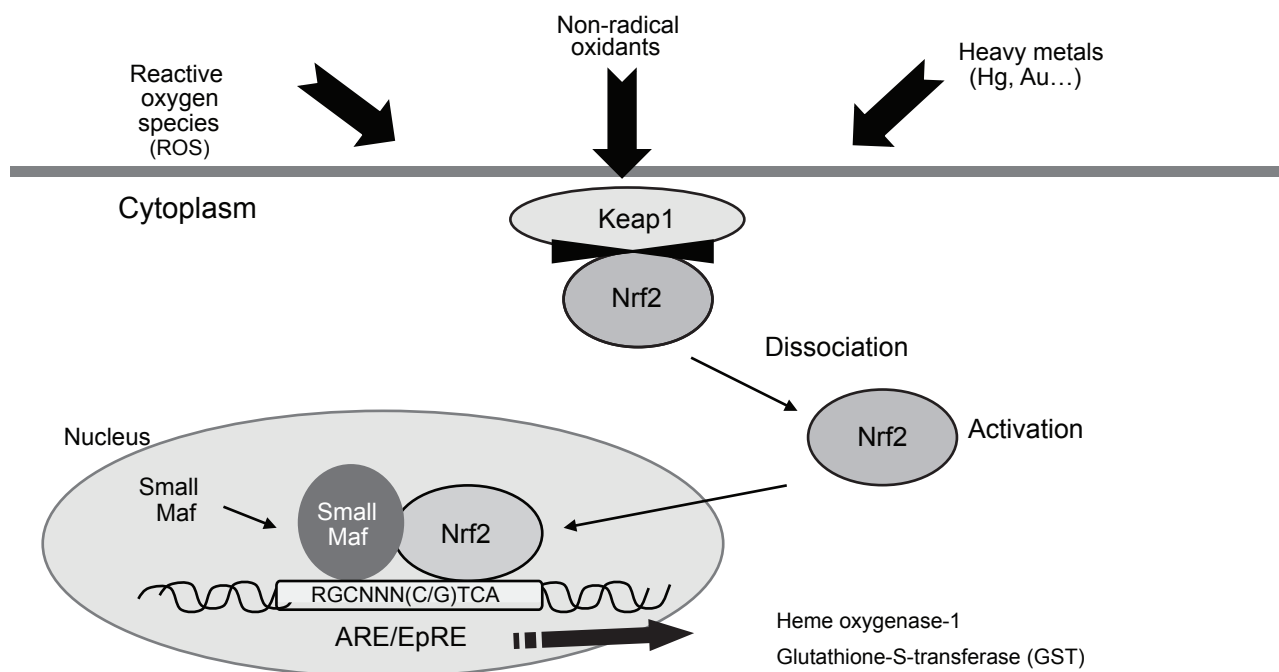 Non-radical
oxidants
Heavy metals
(Hg, Au…)
Reactive
oxygen
species
(ROS)
Cytoplasm
Keap1
Nrf2
Dissociation
Nrf2
Activation
Nucleus
Small
Maf
Small
Maf
Nrf2
RGCNNN(C/G)TCA
ARE/EpRE
Heme oxygenase-1
Glutathione-S-transferase (GST)